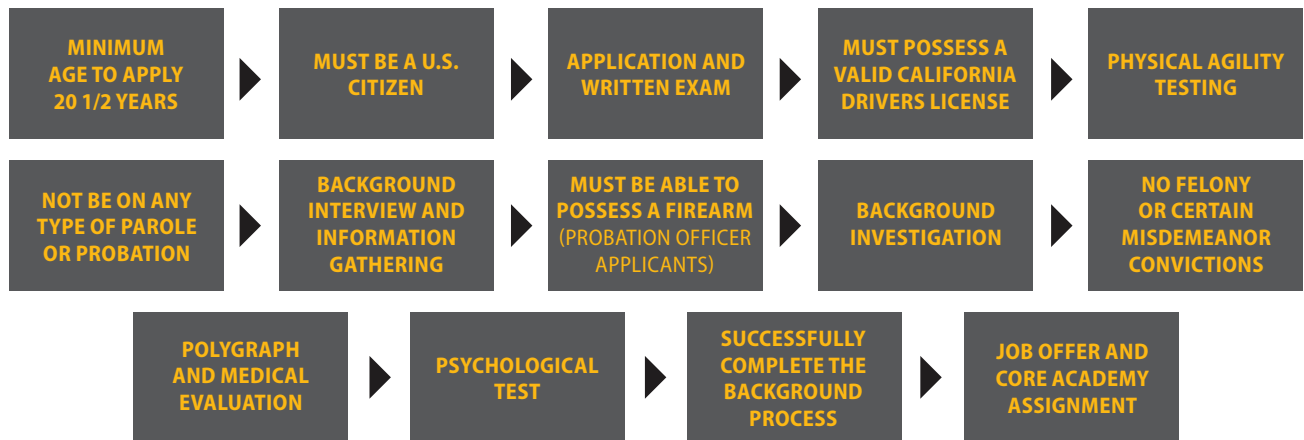 MINIMUM
AGE TO APPLY
20 1/2 YEARS
MUST BE A U.S.
CITIZEN
APPLICATION AND
WRITTEN EXAM
MUST POSSESS A
VALID CALIFORNIA
DRIVERS LICENSE
PHYSICAL AGILITY
TESTING
NOT BE ON ANY
TYPE OF PAROLE
OR PROBATION
BACKGROUND
INTERVIEW AND
INFORMATION
GATHERING
MUST BE ABLE TO
POSSESS A FIREARM
(PROBATION OFFICER
APPLICANTS)
BACKGROUND
INVESTIGATION
NO FELONY
OR CERTAIN
MISDEMEANOR
CONVICTIONS
POLYGRAPH
AND MEDICAL
EVALUATION
PSYCHOLOGICAL
TEST
SUCCESSFULLY
COMPLETE THE
BACKGROUND
PROCESS
JOB OFFER AND
CORE ACADEMY
ASSIGNMENT